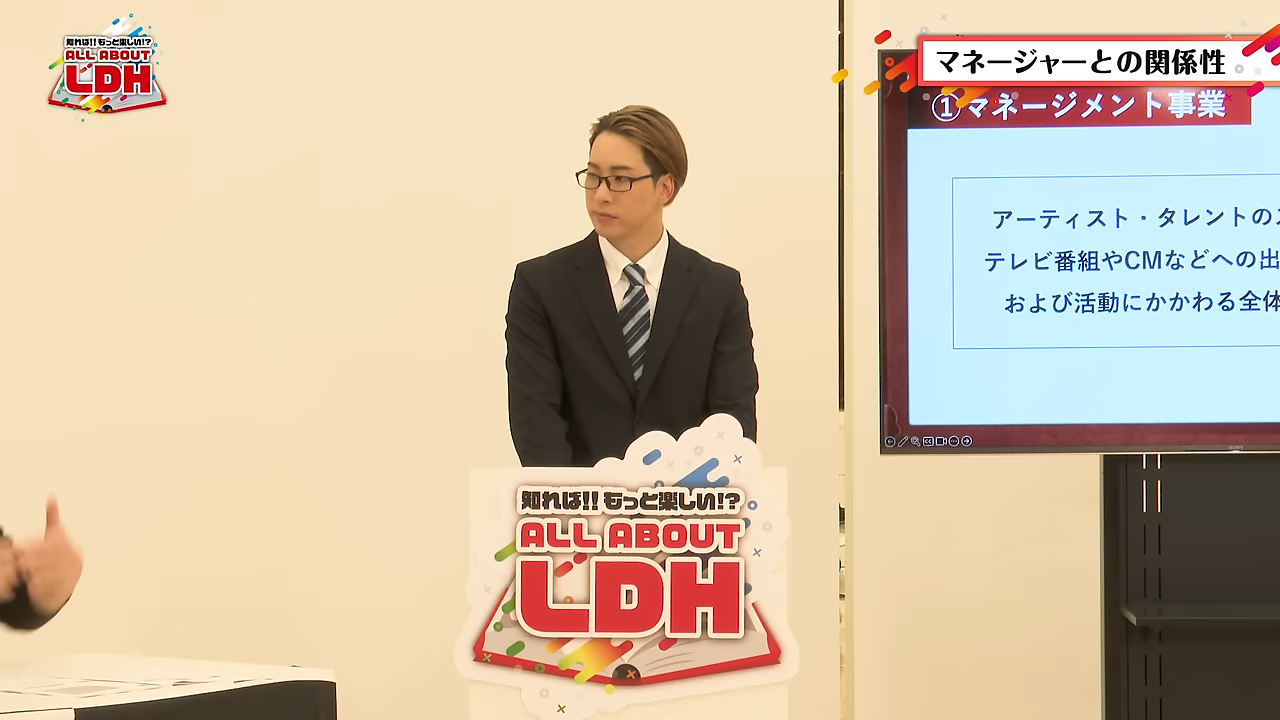 知れば!! もっと楽しい!?
ALL ABOUT
LDH
マネージャーとの関係性
①マネージメント事業
アーティスト・タレントの
テレビ番組やCMなどへの出
および活動にかかわる全体
知れば!! もっと楽しい!?
ALL ABOUT
LDH